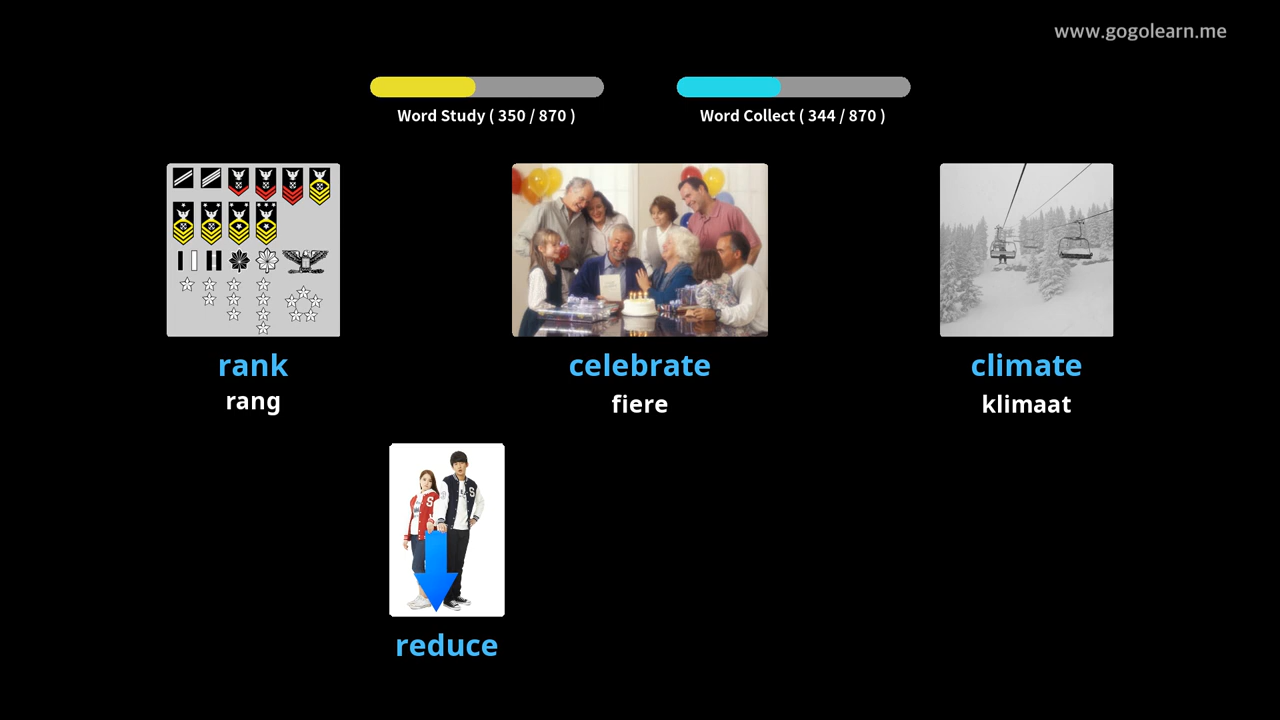 www.gogolearn.me
Word Study ( 350 / 870 )
Word Collect ( 344 / 870 )
rank
rang
celebrate
fiere
climate
klimaat
S
S
reduce